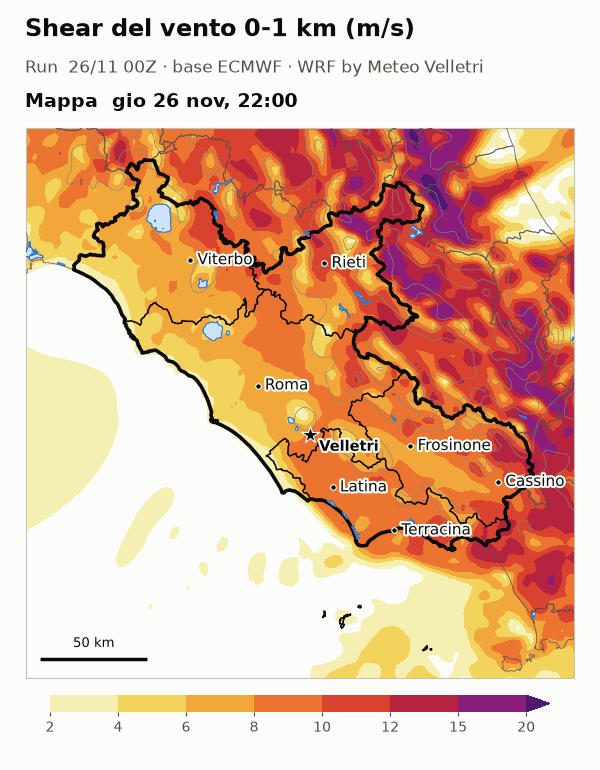 Shear del vento 0-1 km (m/s)
Run 26/11 00Z · base ECMWF · WRF by Meteo Velletri
Mappa gio 26 nov, 22:00
Viterbo
Rieti
Roma
Velletri
Frosinone
Latina
Cassino
Terracina
50 km
2 4 6 8 10 12 15 20